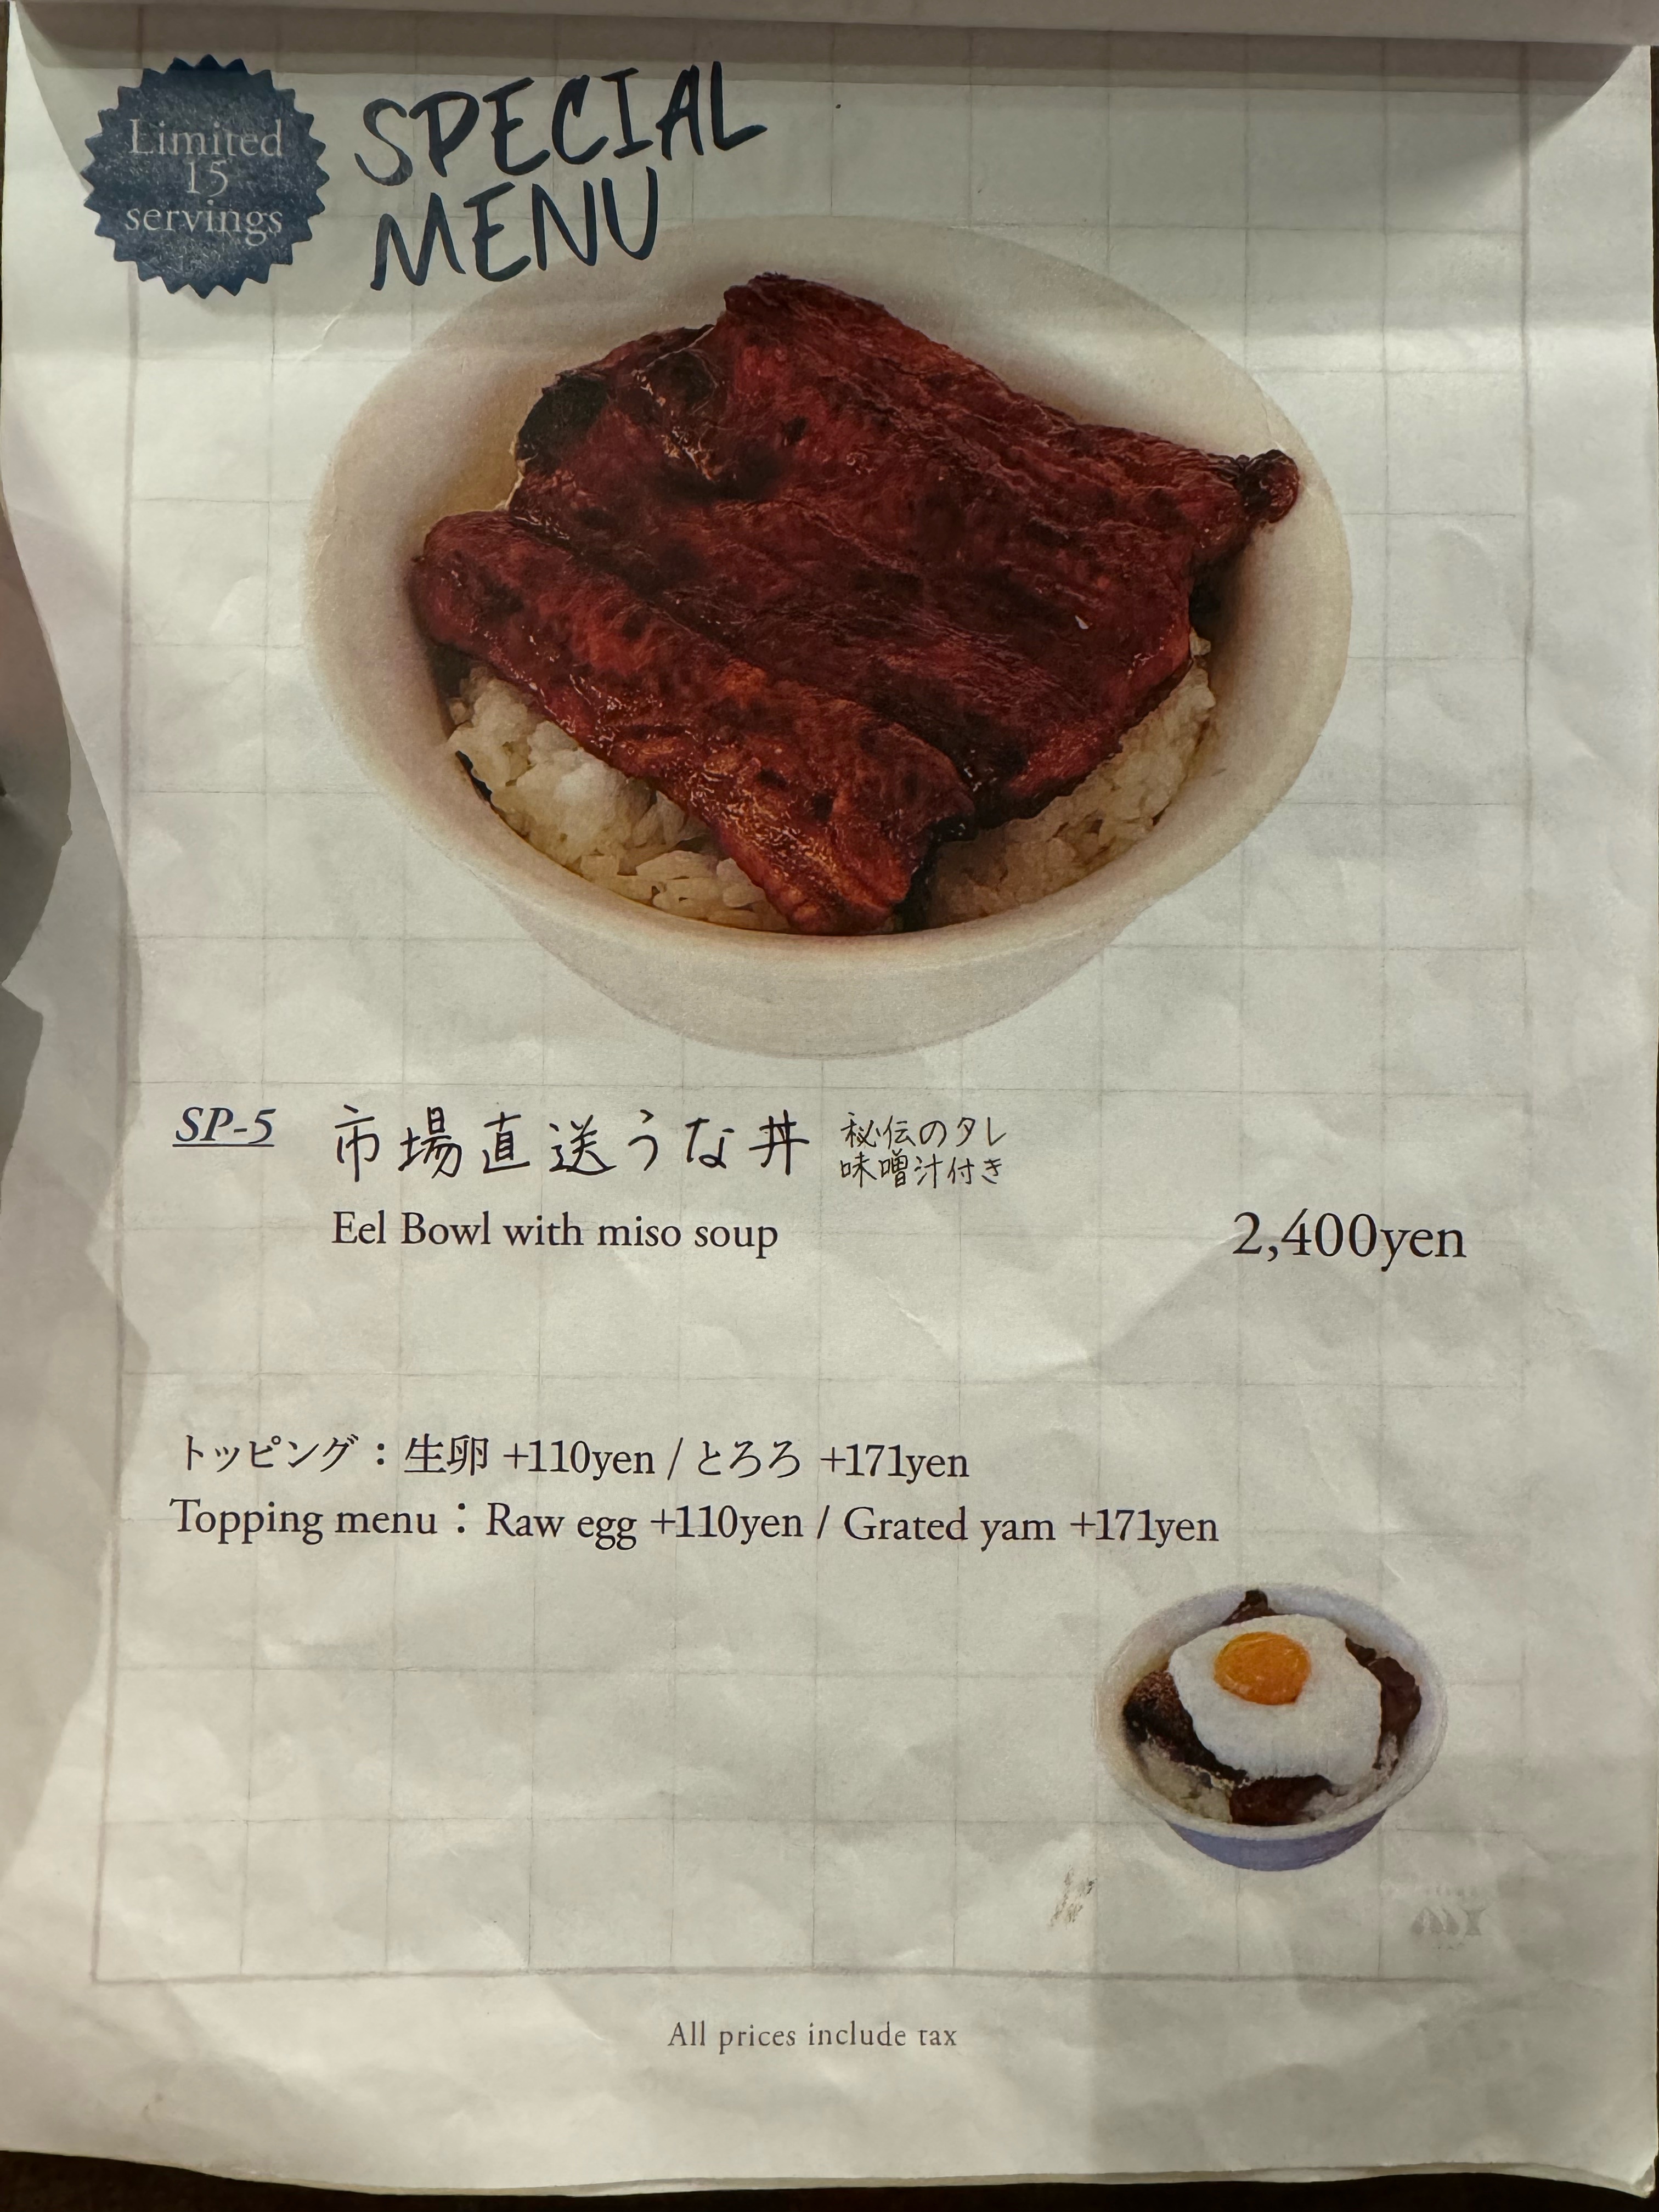 Limited
15
servings
SPECIAL
MENU
SP-5 市場直送うな丼
秘伝のタレ
味噌汁付き
Eel Bowl with miso soup 2,400yen
トッピング：生卵 +110yen / とろろ +171yen
Topping menu：Raw egg +110yen / Grated yam +171yen
All prices include tax